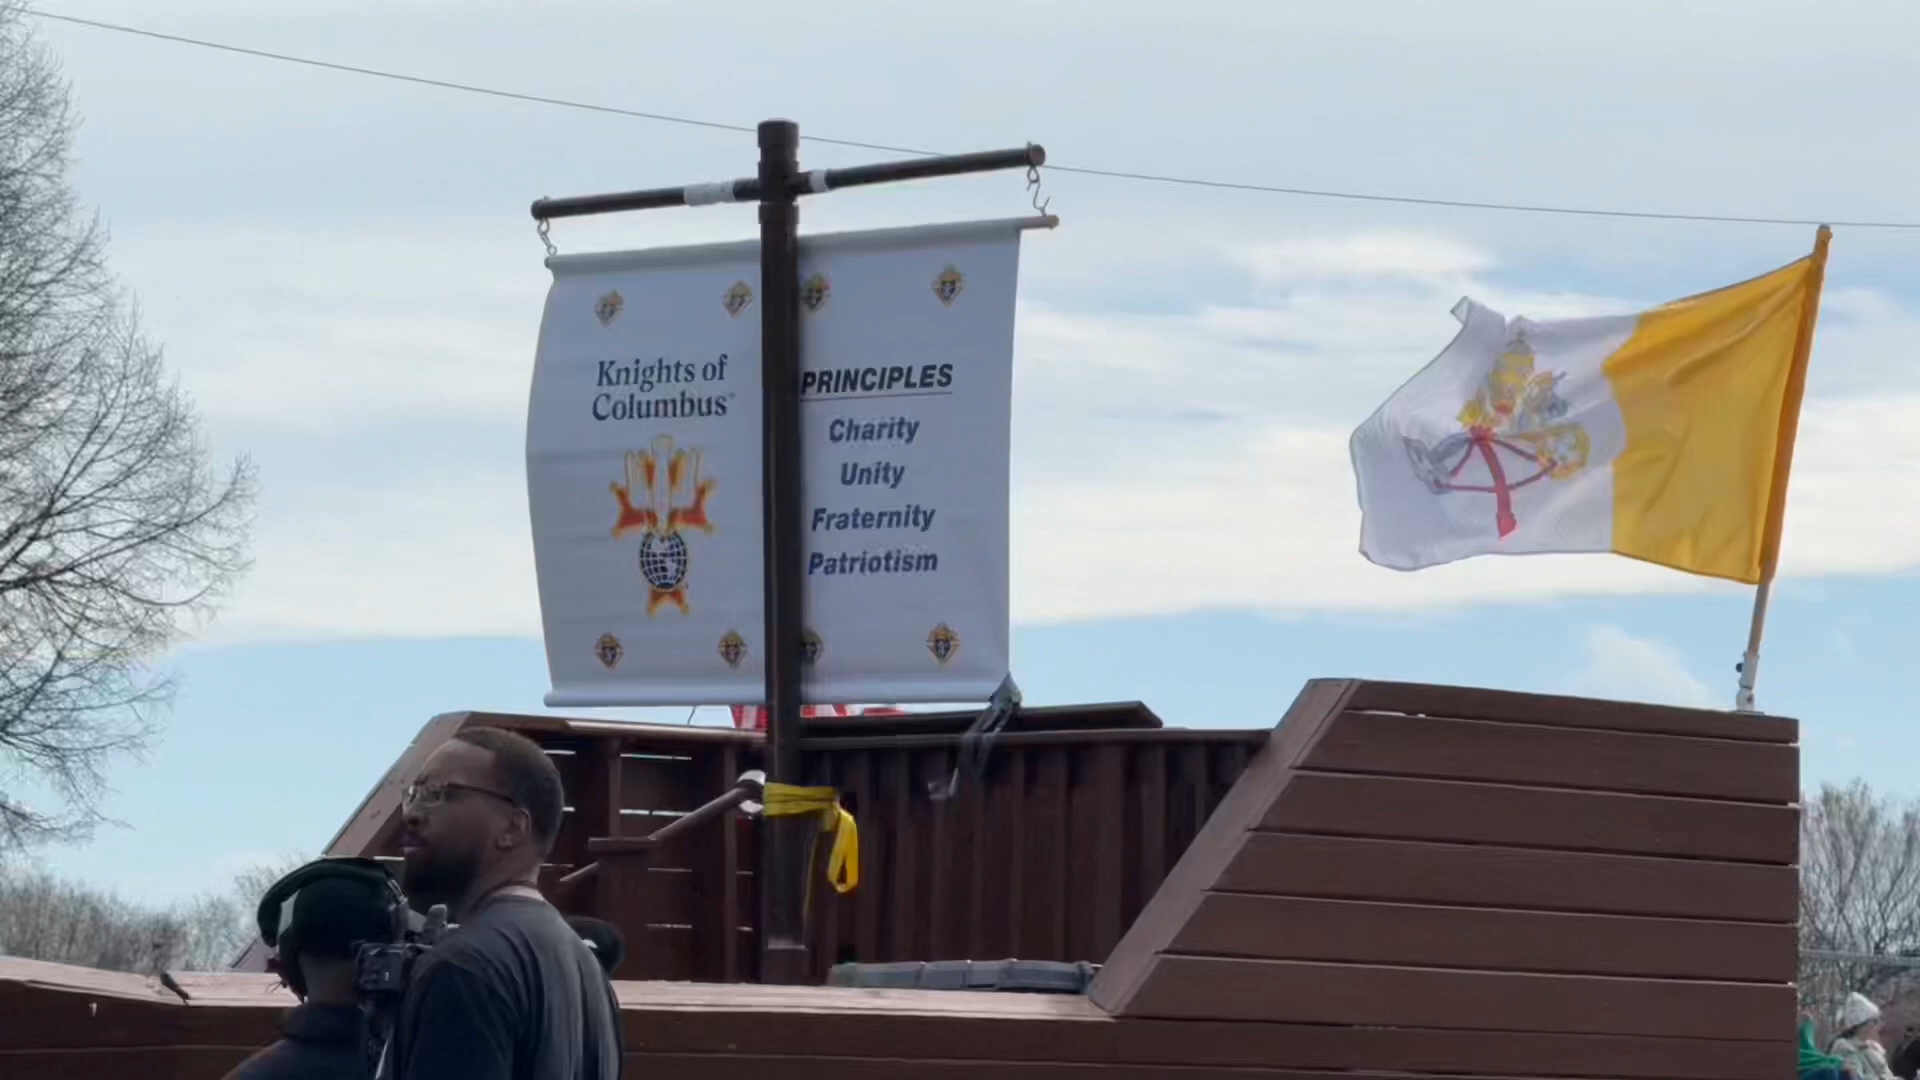 Knights of
Columbus
PRINCIPLES
Charity
Unity
Fraternity
Patriotism